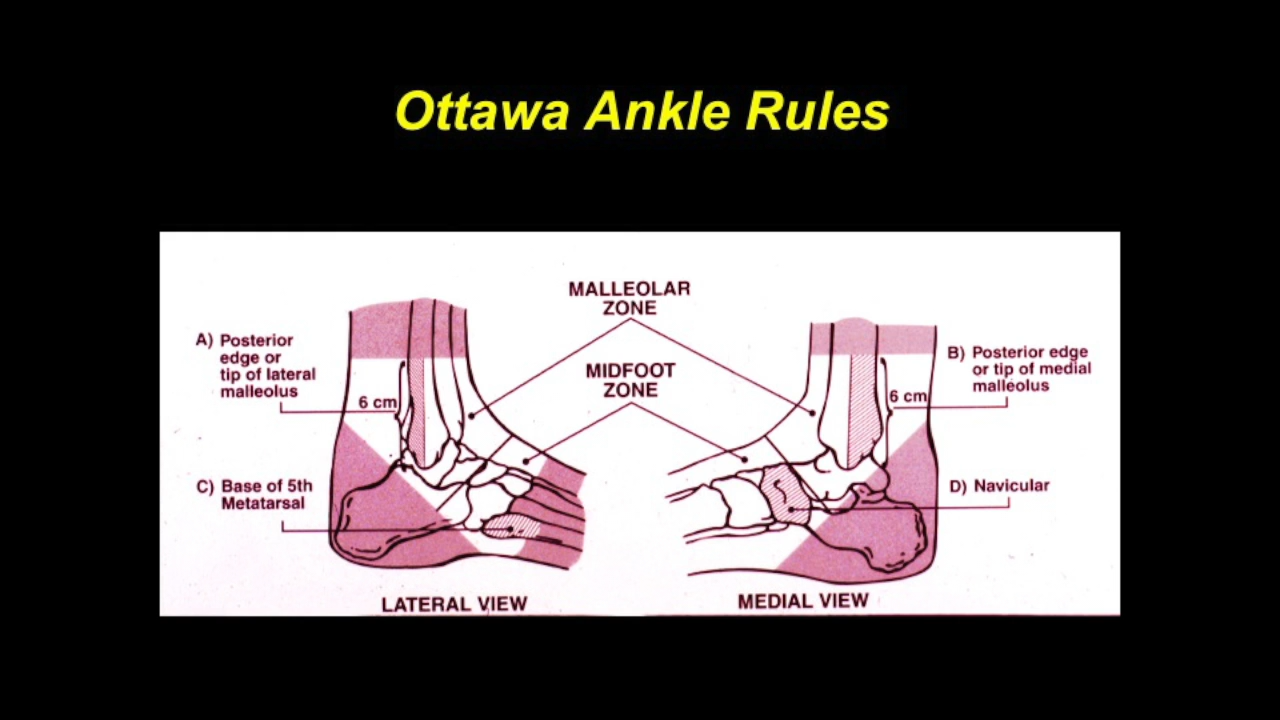 Ottawa Ankle Rules
MALLEOLAR
ZONE
MIDFOOT
ZONE
A) Posterior
edge or
tip of lateral
malleolus
6 cm
B) Posterior edge
or tip of medial
malleolus
6 cm
C) Base of 5th
Metatarsal
D) Navicular
LATERAL VIEW
MEDIAL VIEW